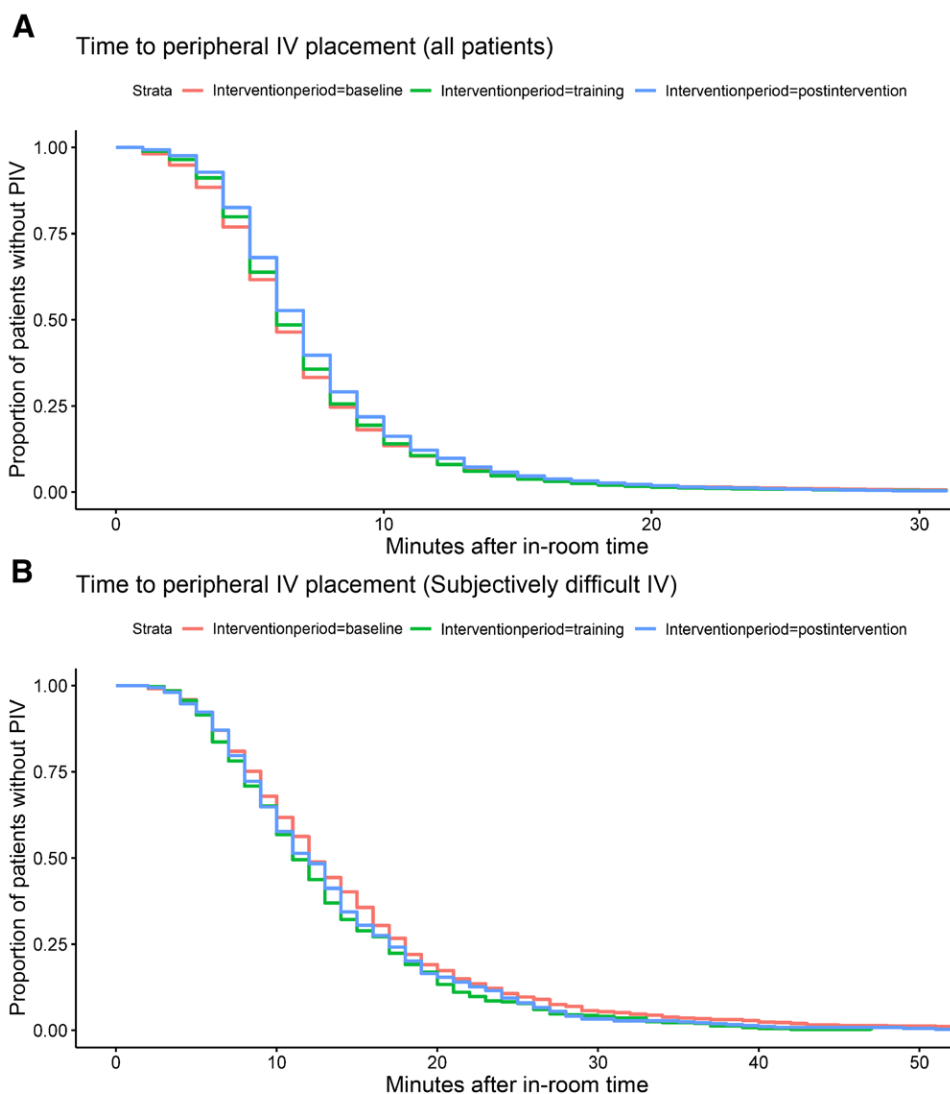 A
Time to peripheral IV placement (all patients)
Strata Interventionperiod=baseline Interventionperiod=training Interventionperiod=postintervention
Proportion of patients without PIV
1.00
0.75
0.50
0.25
0.00
0 10 20 30
Minutes after in-room time
B
Time to peripheral IV placement (Subjectively difficult IV)
Strata Interventionperiod=baseline Interventionperiod=training Interventionperiod=postintervention
Proportion of patients without PIV
1.00
0.75
0.50
0.25
0.00
0 10 20 30 40 50
Minutes after in-room time